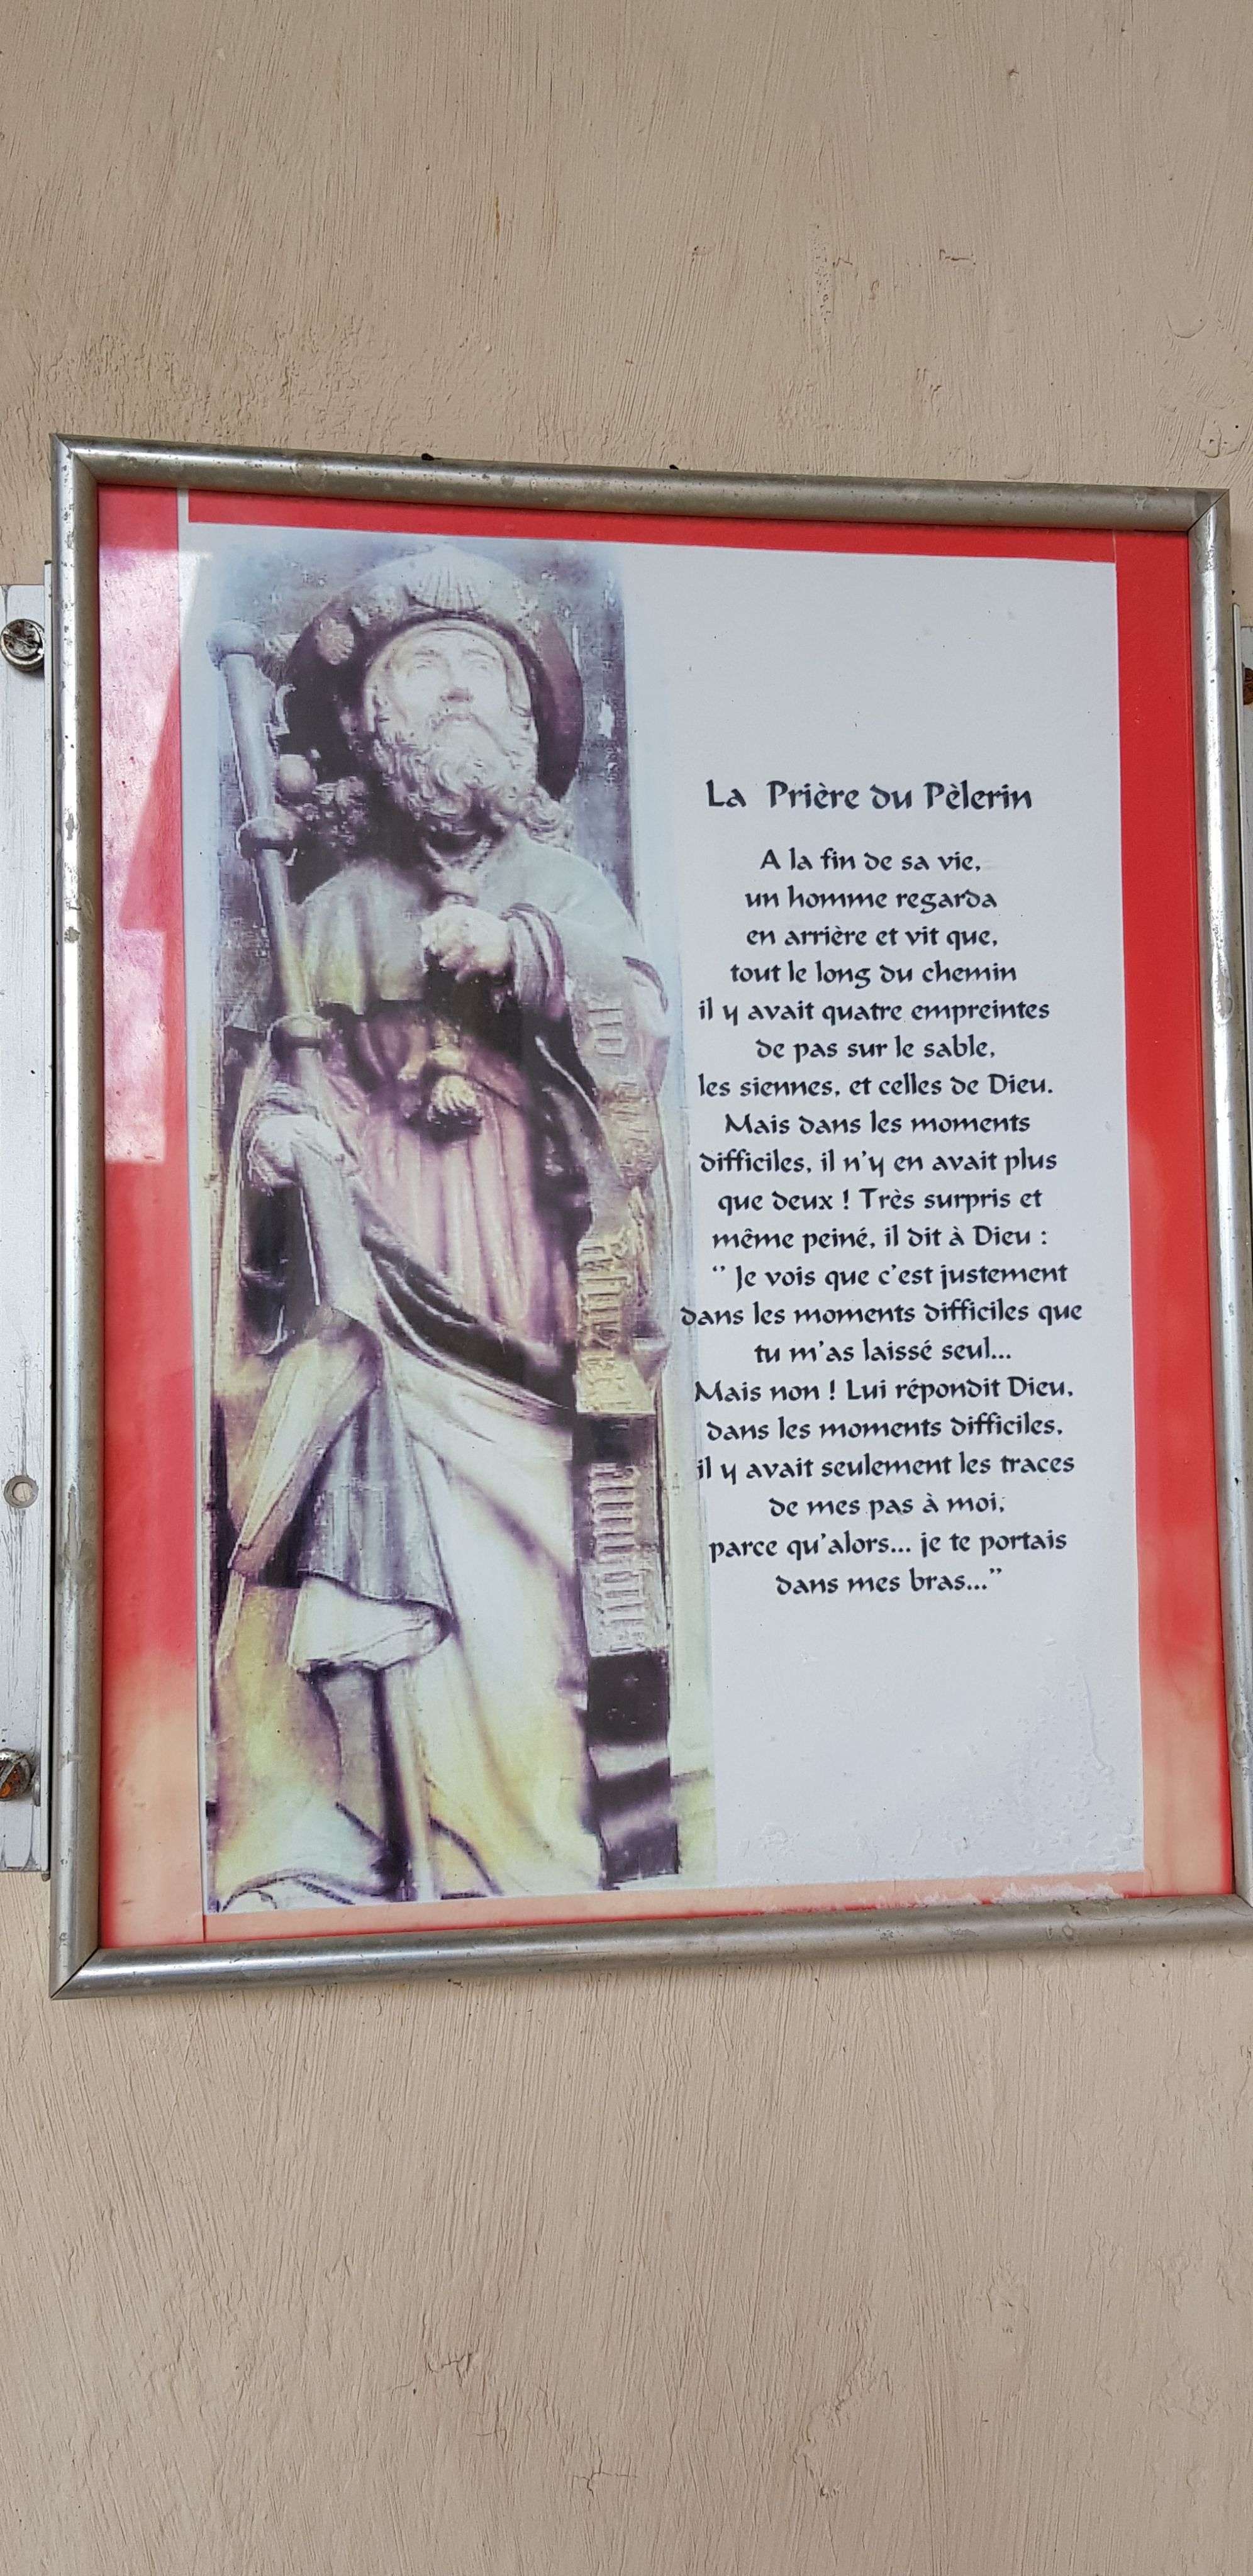 La Prière du Pèlerin
A la fin de sa vie,
un homme regarda
en arrière et vit que,
tout le long du chemin
il y avait quatre empreintes
de pas sur le sable,
les siennes, et celles de Dieu.
Mais dans les moments
difficiles, il n'y en avait plus
que deux ! Très surpris et
même peiné, il dit à Dieu :
" Je vois que c'est justement
dans les moments difficiles que
tu m'as laissé seul...
Mais non ! Lui répondit Dieu,
dans les moments difficiles,
il y avait seulement les traces
de mes pas à moi,
parce qu'alors... je te portais
dans mes bras..."